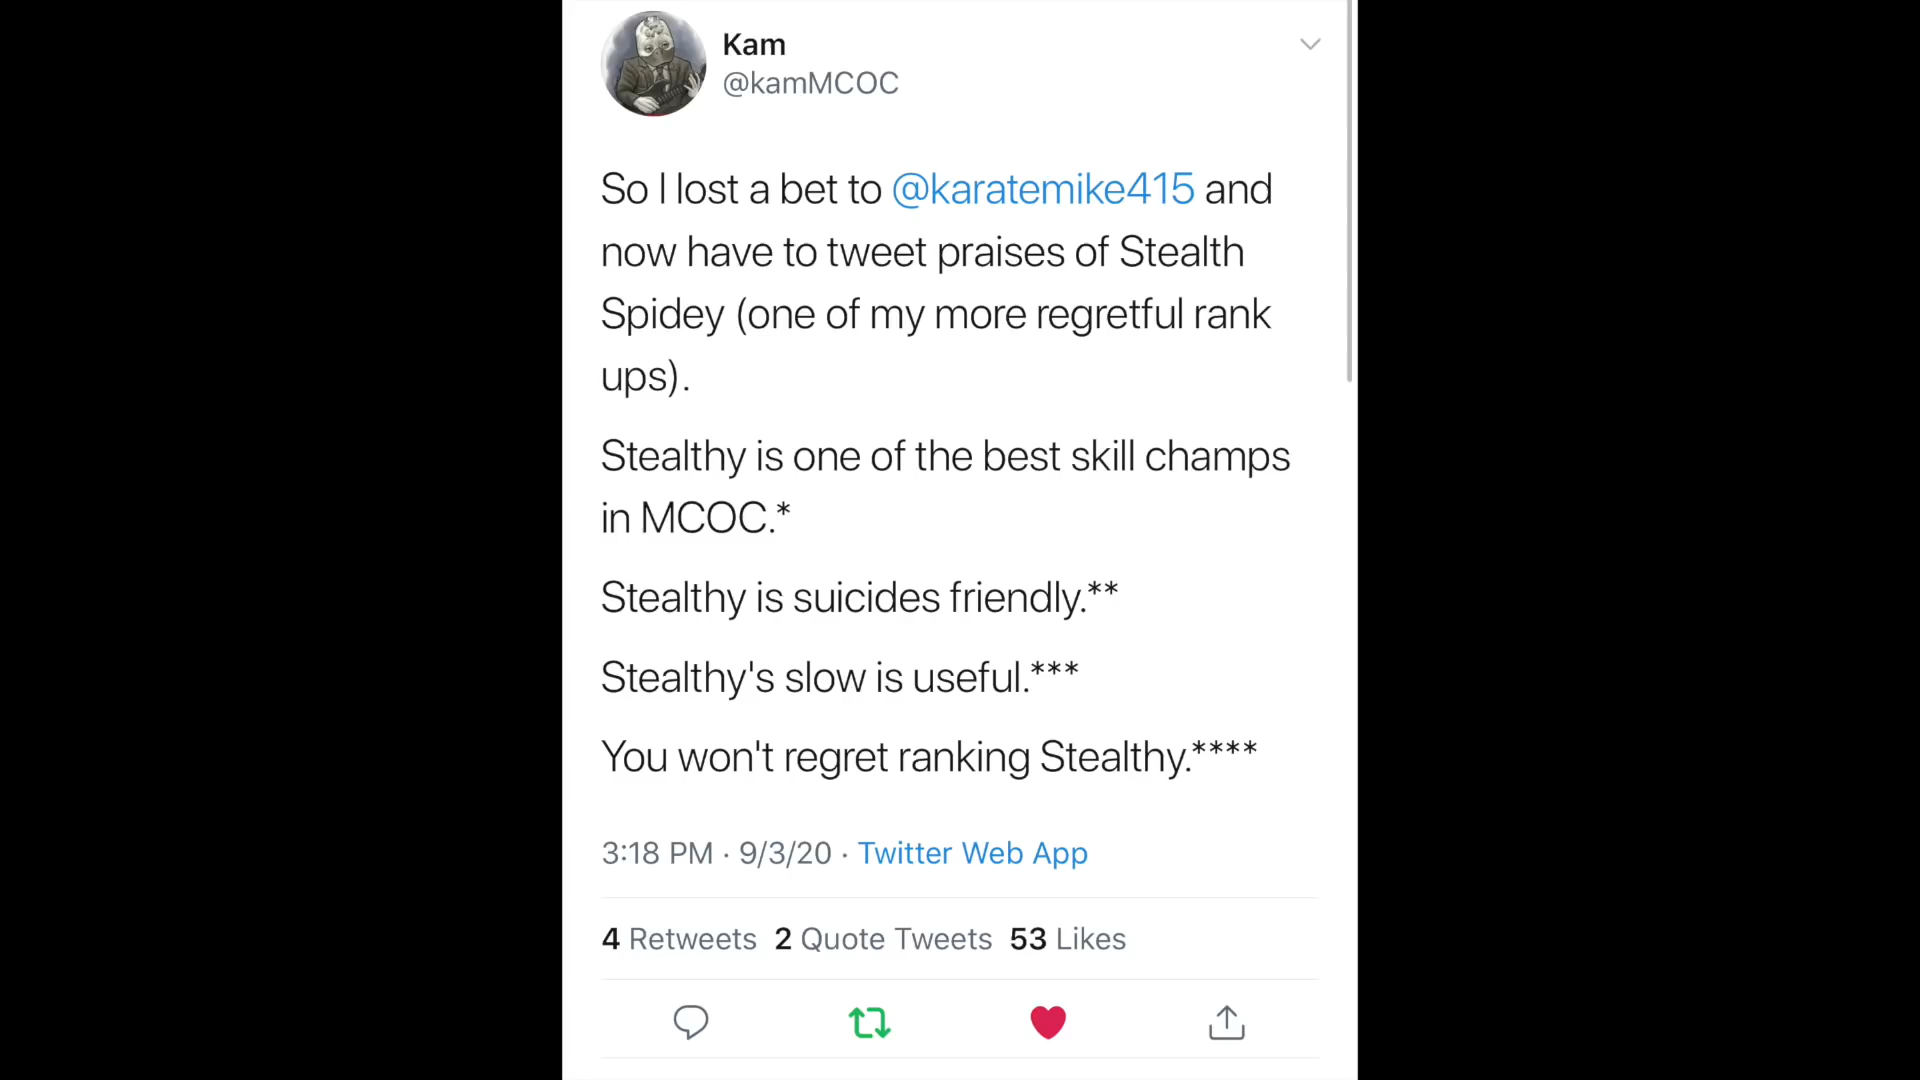 Kam
@kamMCOC
So I lost a bet to @karatemike415 and
now have to tweet praises of Stealth
Spidey (one of my more regretful rank
ups).
Stealthy is one of the best skill champs
in MCOC.*
Stealthy is suicides friendly.**
Stealthy's slow is useful.***
You won't regret ranking Stealthy.****
3:18 PM · 9/3/20 · Twitter Web App
4 Retweets 2 Quote Tweets 53 Likes